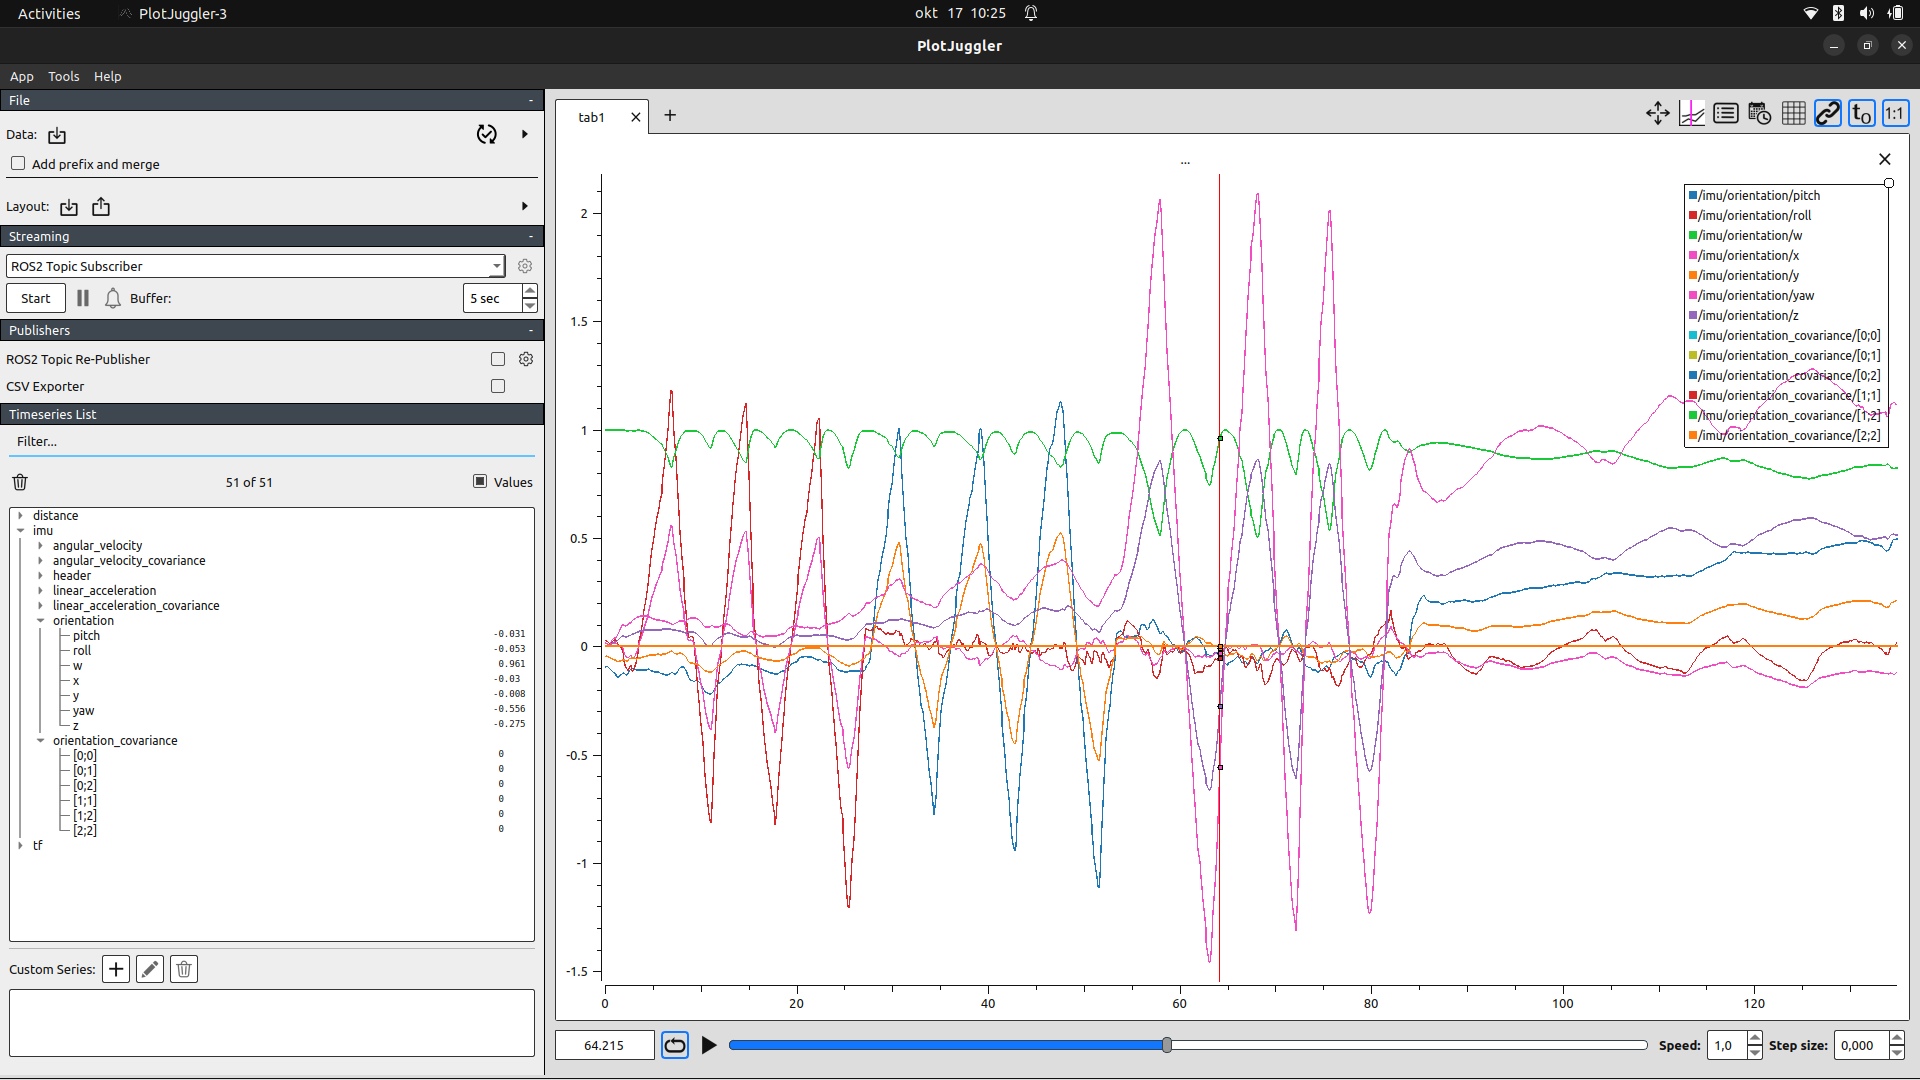 Activities
PlotJuggler-3
okt 17 10:25
PlotJuggler
App Tools Help
File -
Data:
Add prefix and merge
Layout:
Streaming -
ROS2 Topic Subscriber
Start Buffer: 5 sec
Publishers -
ROS2 Topic Re-Publisher
CSV Exporter
Timeseries List
Filter...
51 of 51 Values
distance
imu
angular_velocity
angular_velocity_covariance
header
linear_acceleration
linear_acceleration_covariance
orientation
pitch -0.031
roll -0.053
w 0.961
x -0.03
y -0.008
yaw -0.556
z -0.275
orientation_covariance
[0;0] 0
[0;1] 0
[0;2] 0
[1;1] 0
[1;2] 0
[2;2] 0
tf
Custom Series:
tab1
t0 1:1
...
2
1.5
1
0.5
0
-0.5
-1
-1.5
0 20 40 60 80 100 120
/imu/orientation/pitch
/imu/orientation/roll
/imu/orientation/w
/imu/orientation/x
/imu/orientation/y
/imu/orientation/yaw
/imu/orientation/z
/imu/orientation_covariance/[0;0]
/imu/orientation_covariance/[0;1]
/imu/orientation_covariance/[0;2]
/imu/orientation_covariance/[1;1]
/imu/orientation_covariance/[1;2]
/imu/orientation_covariance/[2;2]
64.215
Speed: 1,0 Step size: 0,000